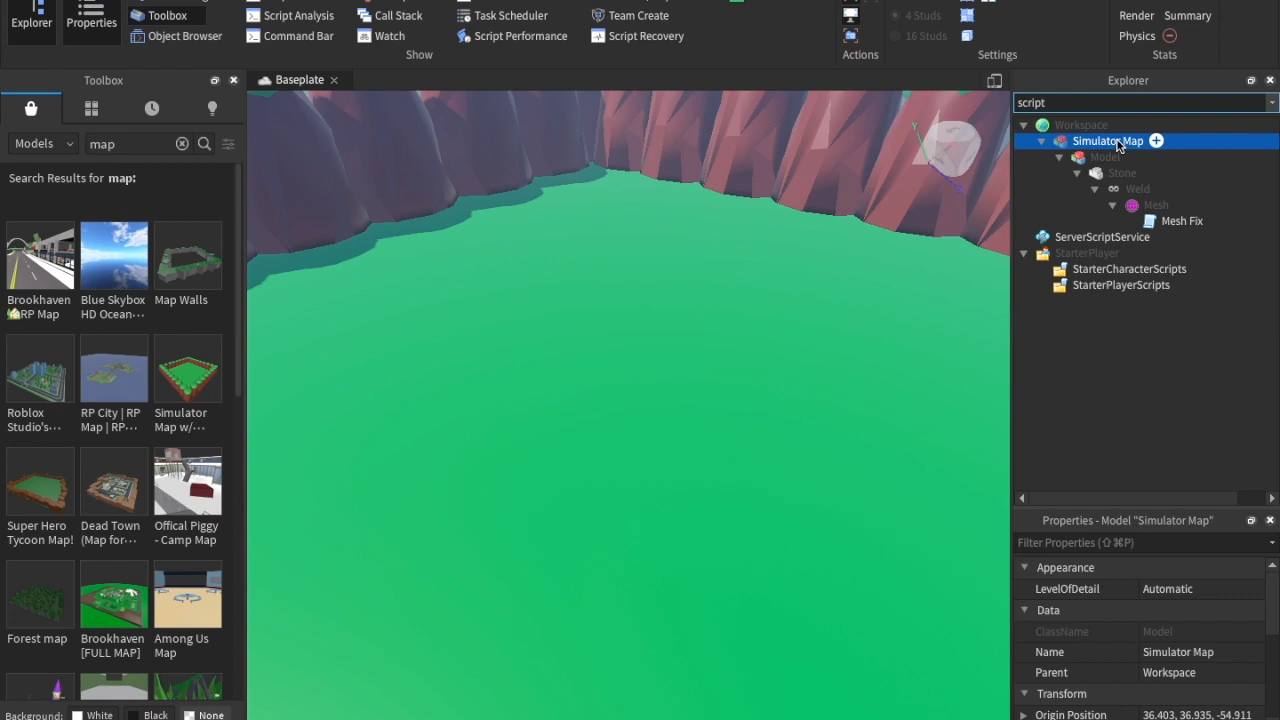 Explorer
Properties
Toolbox
Object Browser
Script Analysis
Command Bar
Call Stack
Watch
Task Scheduler
Script Performance
Team Create
Script Recovery
Show
Actions
4 Studs
16 Studs
Settings
Render
Summary
Physics
Stats
Toolbox
Models
map
Search Results for map:
Brookhaven
RP Map
Blue Skybox
HD Ocean...
Map Walls
Roblox
Studio's...
RP City | RP
Map | RP...
Simulator
Map w/...
Super Hero
Tycoon Map!
Dead Town
(Map for...
Offical Piggy
- Camp Map
Forest map
Brookhaven
[FULL MAP]
Among Us
Map
Background:
White
Black
None
Baseplate
Explorer
script
Workspace
Simulator Map
Model
Stone
Weld
Mesh
Mesh Fix
ServerScriptService
StarterPlayer
StarterCharacterScripts
StarterPlayerScripts
Properties - Model "Simulator Map"
Filter Properties (⇧⌘P)
Appearance
LevelOfDetail Automatic
Data
ClassName Model
Name Simulator Map
Parent Workspace
Transform
Origin Position 36.403, 36.935, -54.911
Y